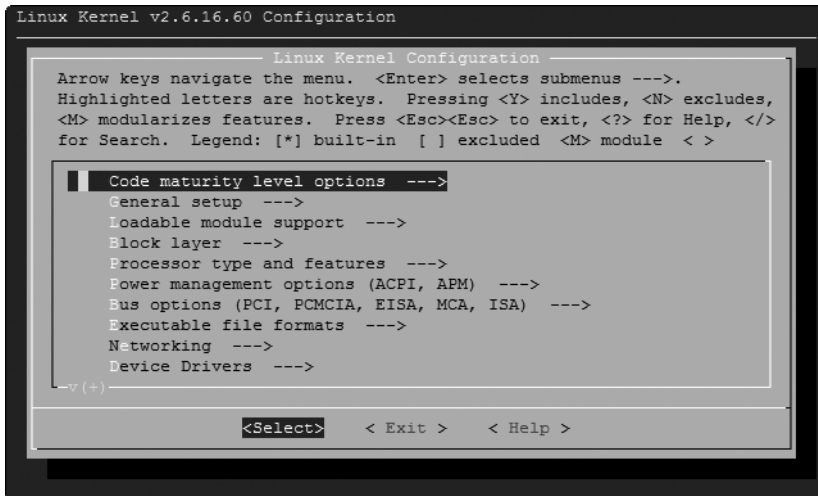 Linux Kernel v2.6.16.60 Configuration
Linux Kernel Configuration
Arrow keys navigate the menu.  <Enter> selects submenus --->.
Highlighted letters are hotkeys.  Pressing <Y> includes, <N> excludes,
<M> modularizes features.  Press <Esc><Esc> to exit, <?> for Help, </>
for Search.  Legend: [*] built-in  [ ] excluded  <M> module  < >
Code maturity level options  --->
General setup  --->
Loadable module support  --->
Block layer  --->
Processor type and features  --->
Power management options (ACPI, APM)  --->
Bus options (PCI, PCMCIA, EISA, MCA, ISA)  --->
Executable file formats  --->
Networking  --->
Device Drivers  --->
v(+)
<Select>    < Exit >    < Help >